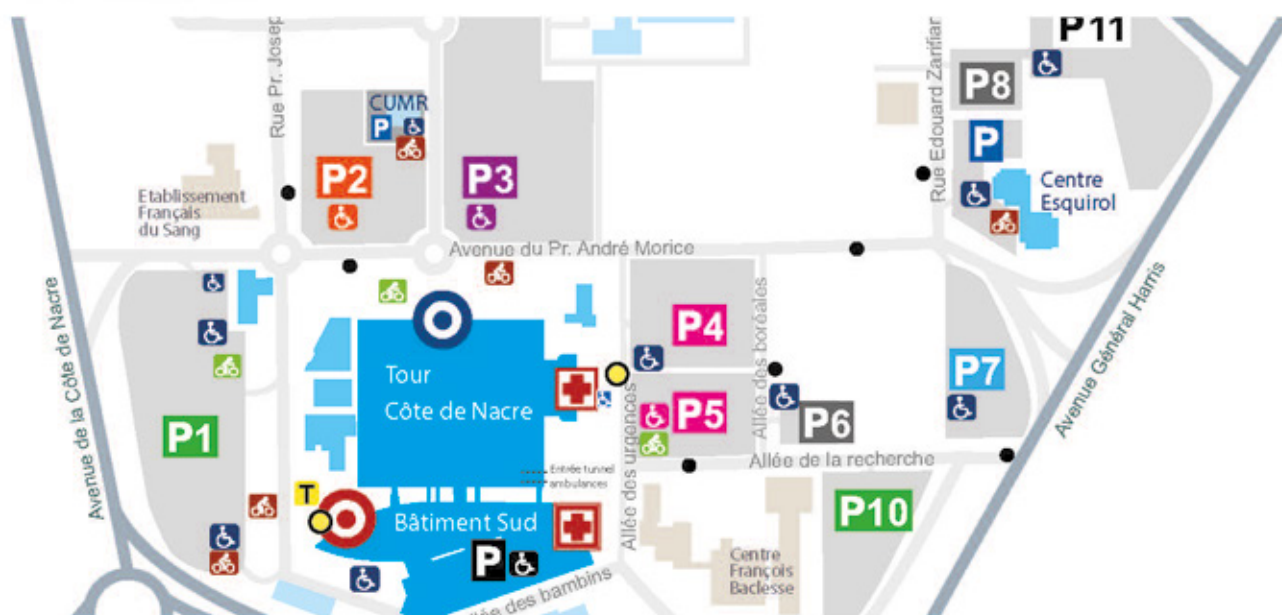 P11
Rue Pr. Josep
Rue Edouard Zarifian
P8
CUMR
P
P
P2
P3
Etablissement
Français
du Sang
Centre
Esquirol
Avenue du Pr. André Morice
Avenue de la Côte de Nacre
Avenue Général Harris
Allée des boréales
P4
Tour
Côte de Nacre
P7
P1
P5
P6
Allée des urgences
Allée de la recherche
Entrée tunnel
ambulances
T
Bâtiment Sud
P10
P
Centre
François
Baclesse
llée des bambins